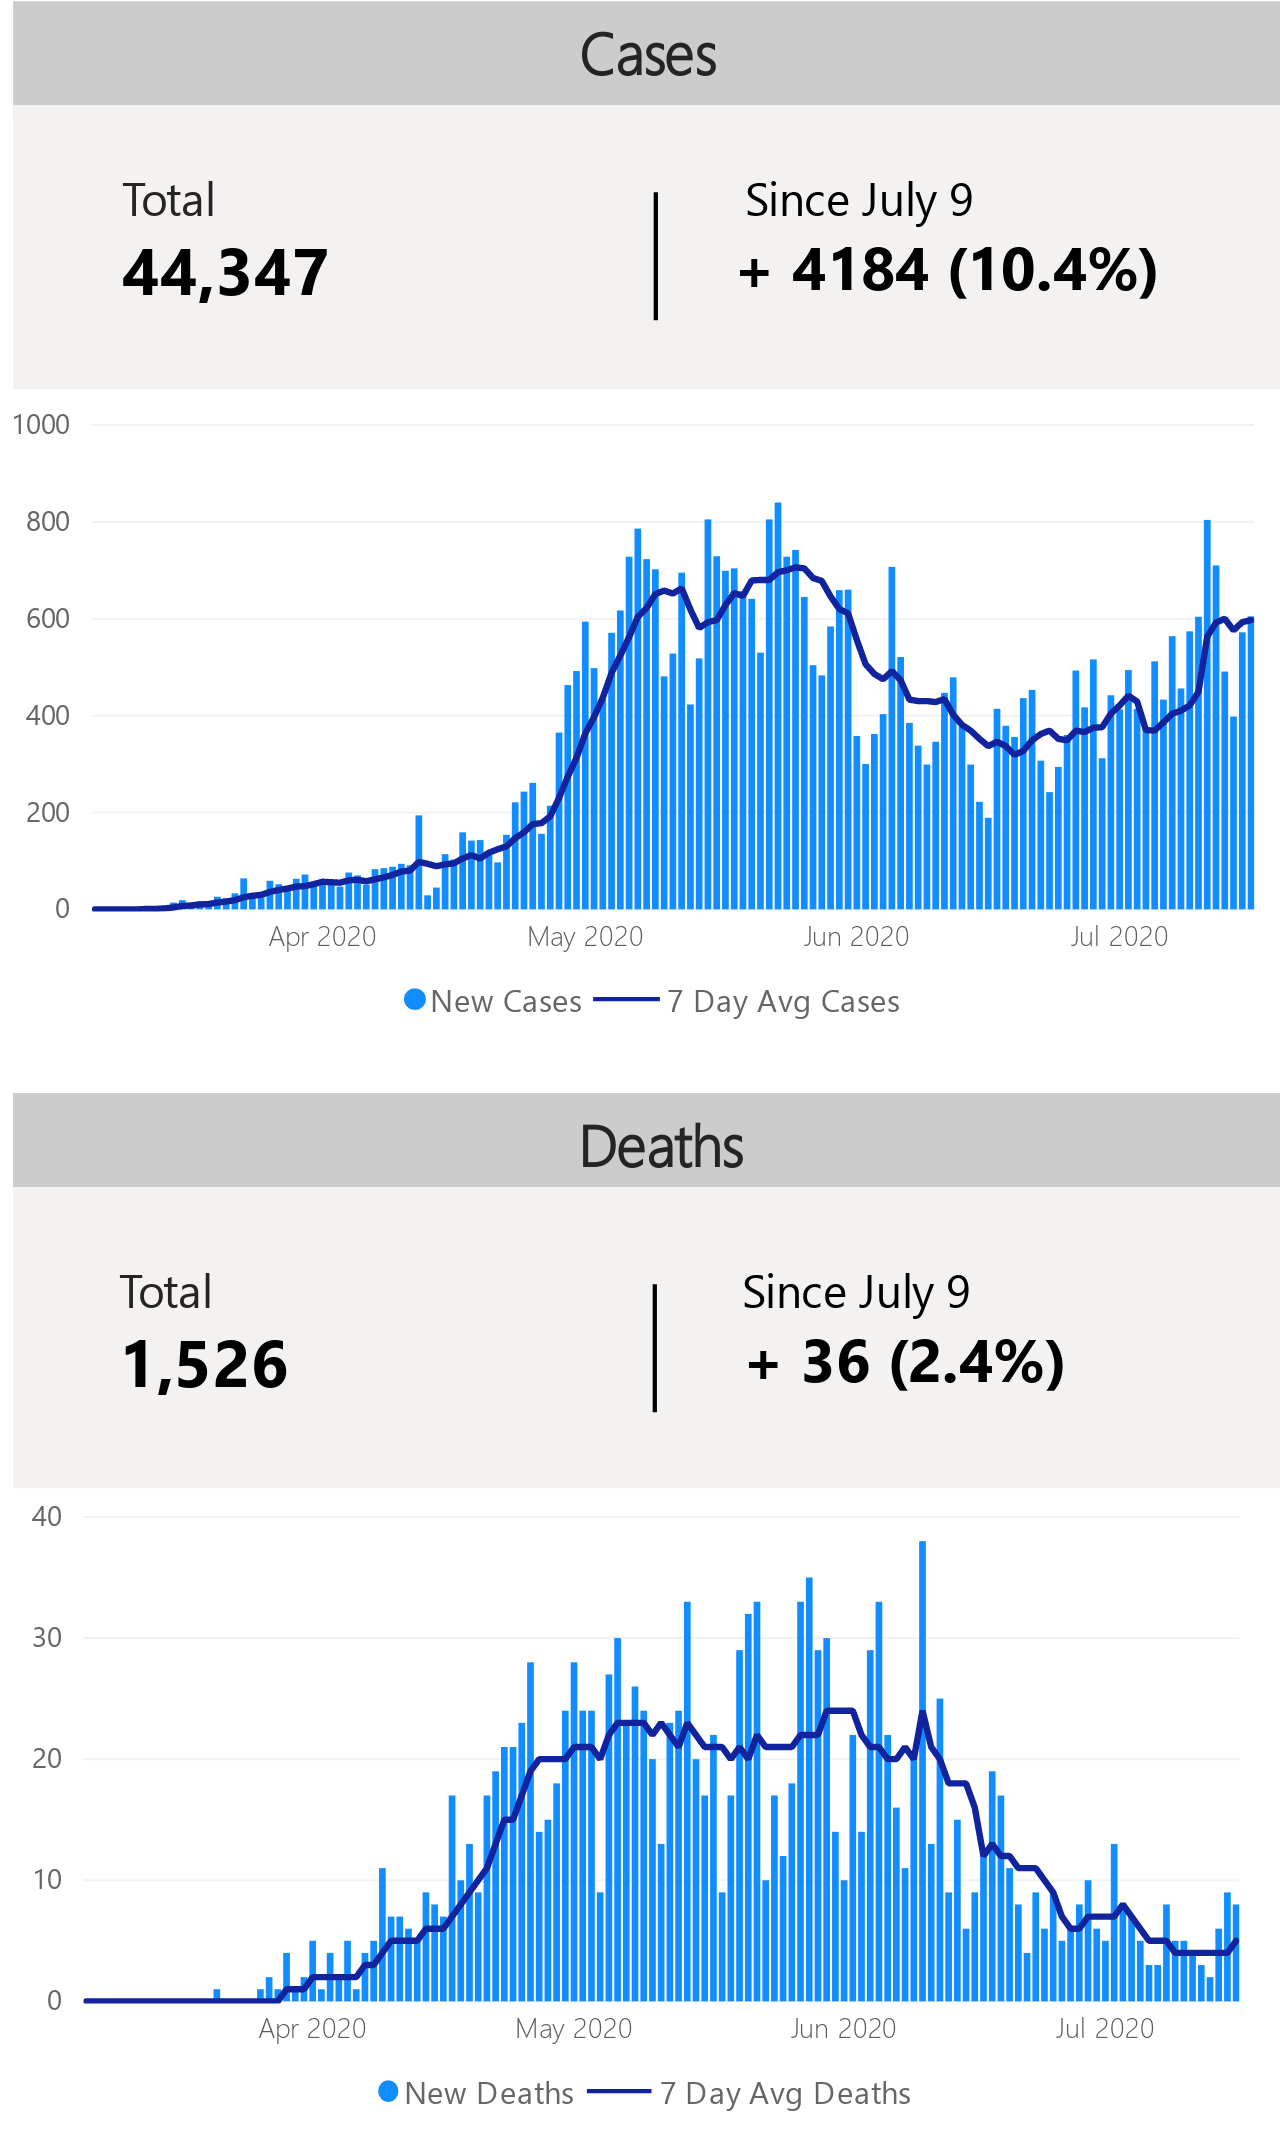 Cases
Total
Since July 9
44,347
+ 4184 (10.4%)
1000
800
600
400
200
0
Apr 2020
May 2020
Jun 2020
Jul 2020
New Cases
7 Day Avg Cases
Deaths
Total
Since July 9
1,526
+ 36 (2.4%)
40
30
20
10
0
Apr 2020
May 2020
Jun 2020
Jul 2020
New Deaths
7 Day Avg Deaths